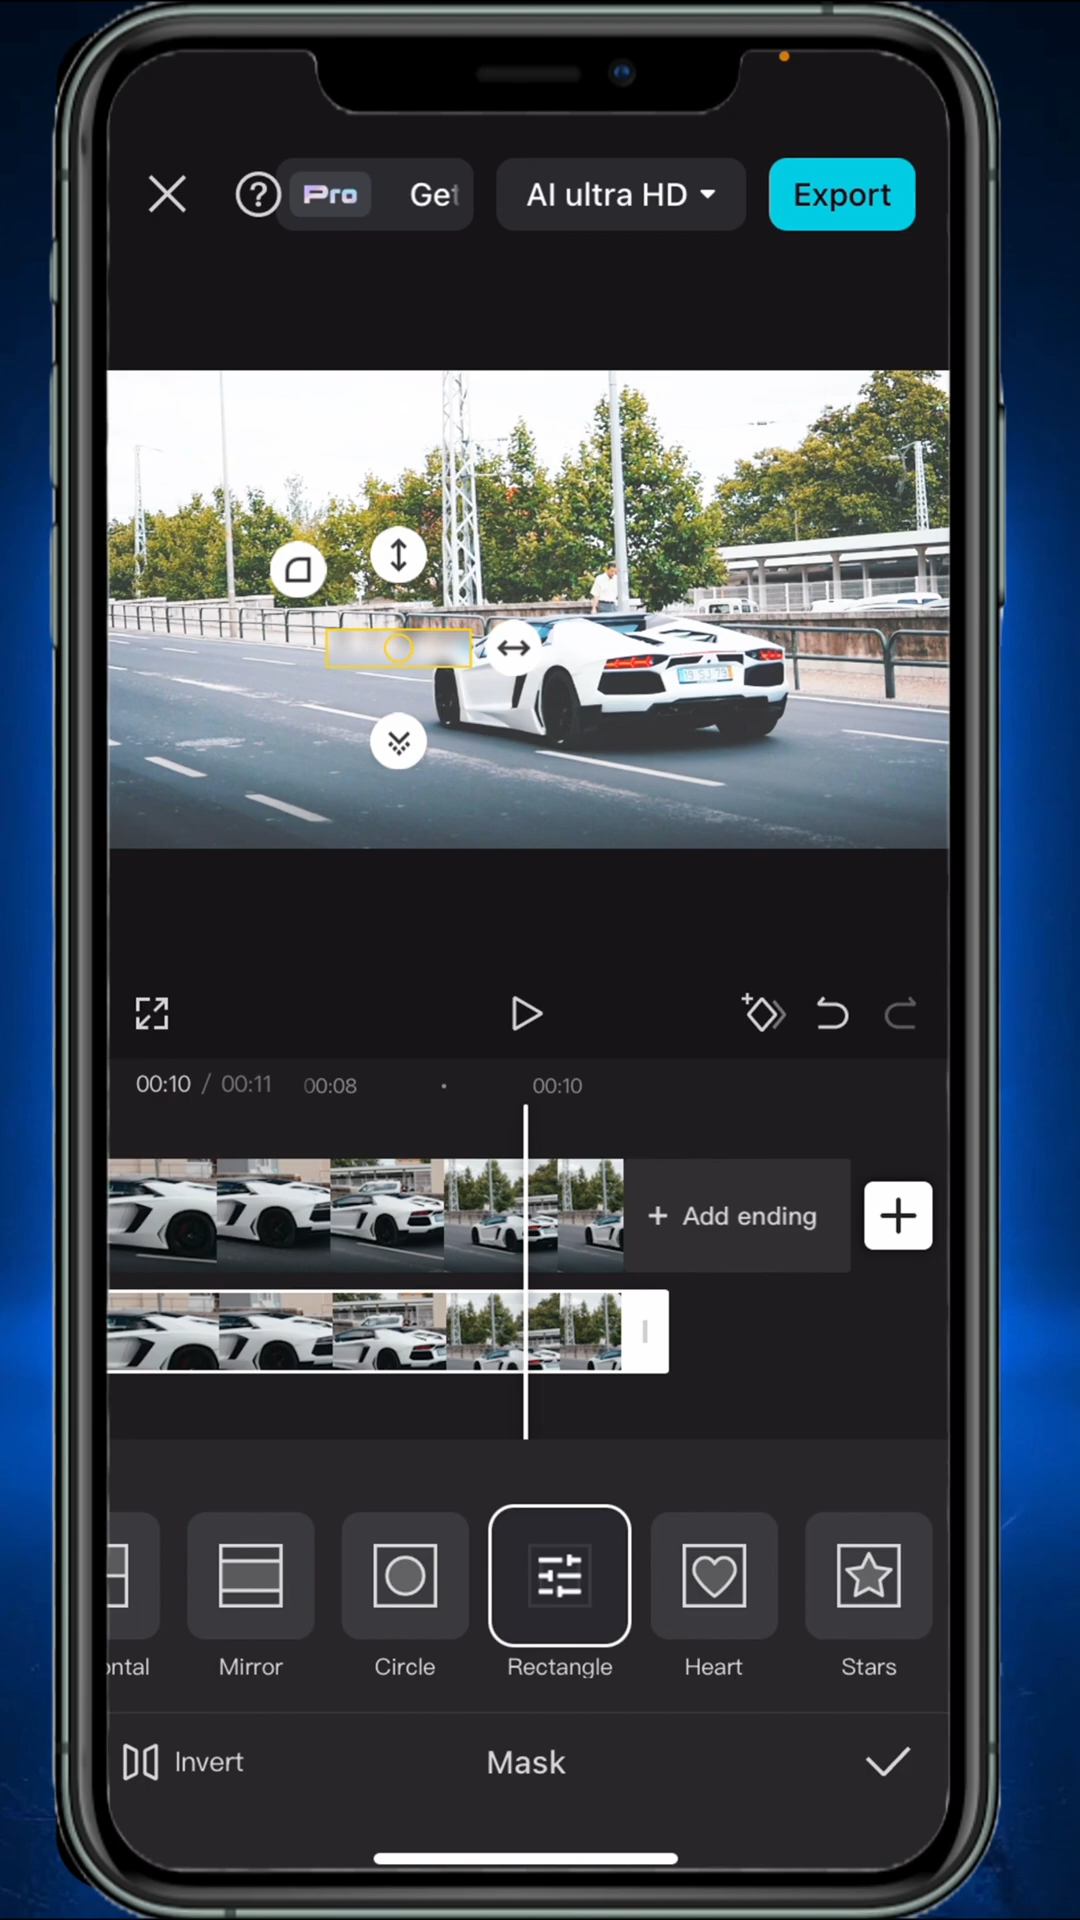 Pro
Get
AI ultra HD
Export
00:10 / 00:11
00:08
00:10
+ Add ending
ontal
Mirror
Circle
Rectangle
Heart
Stars
Invert
Mask